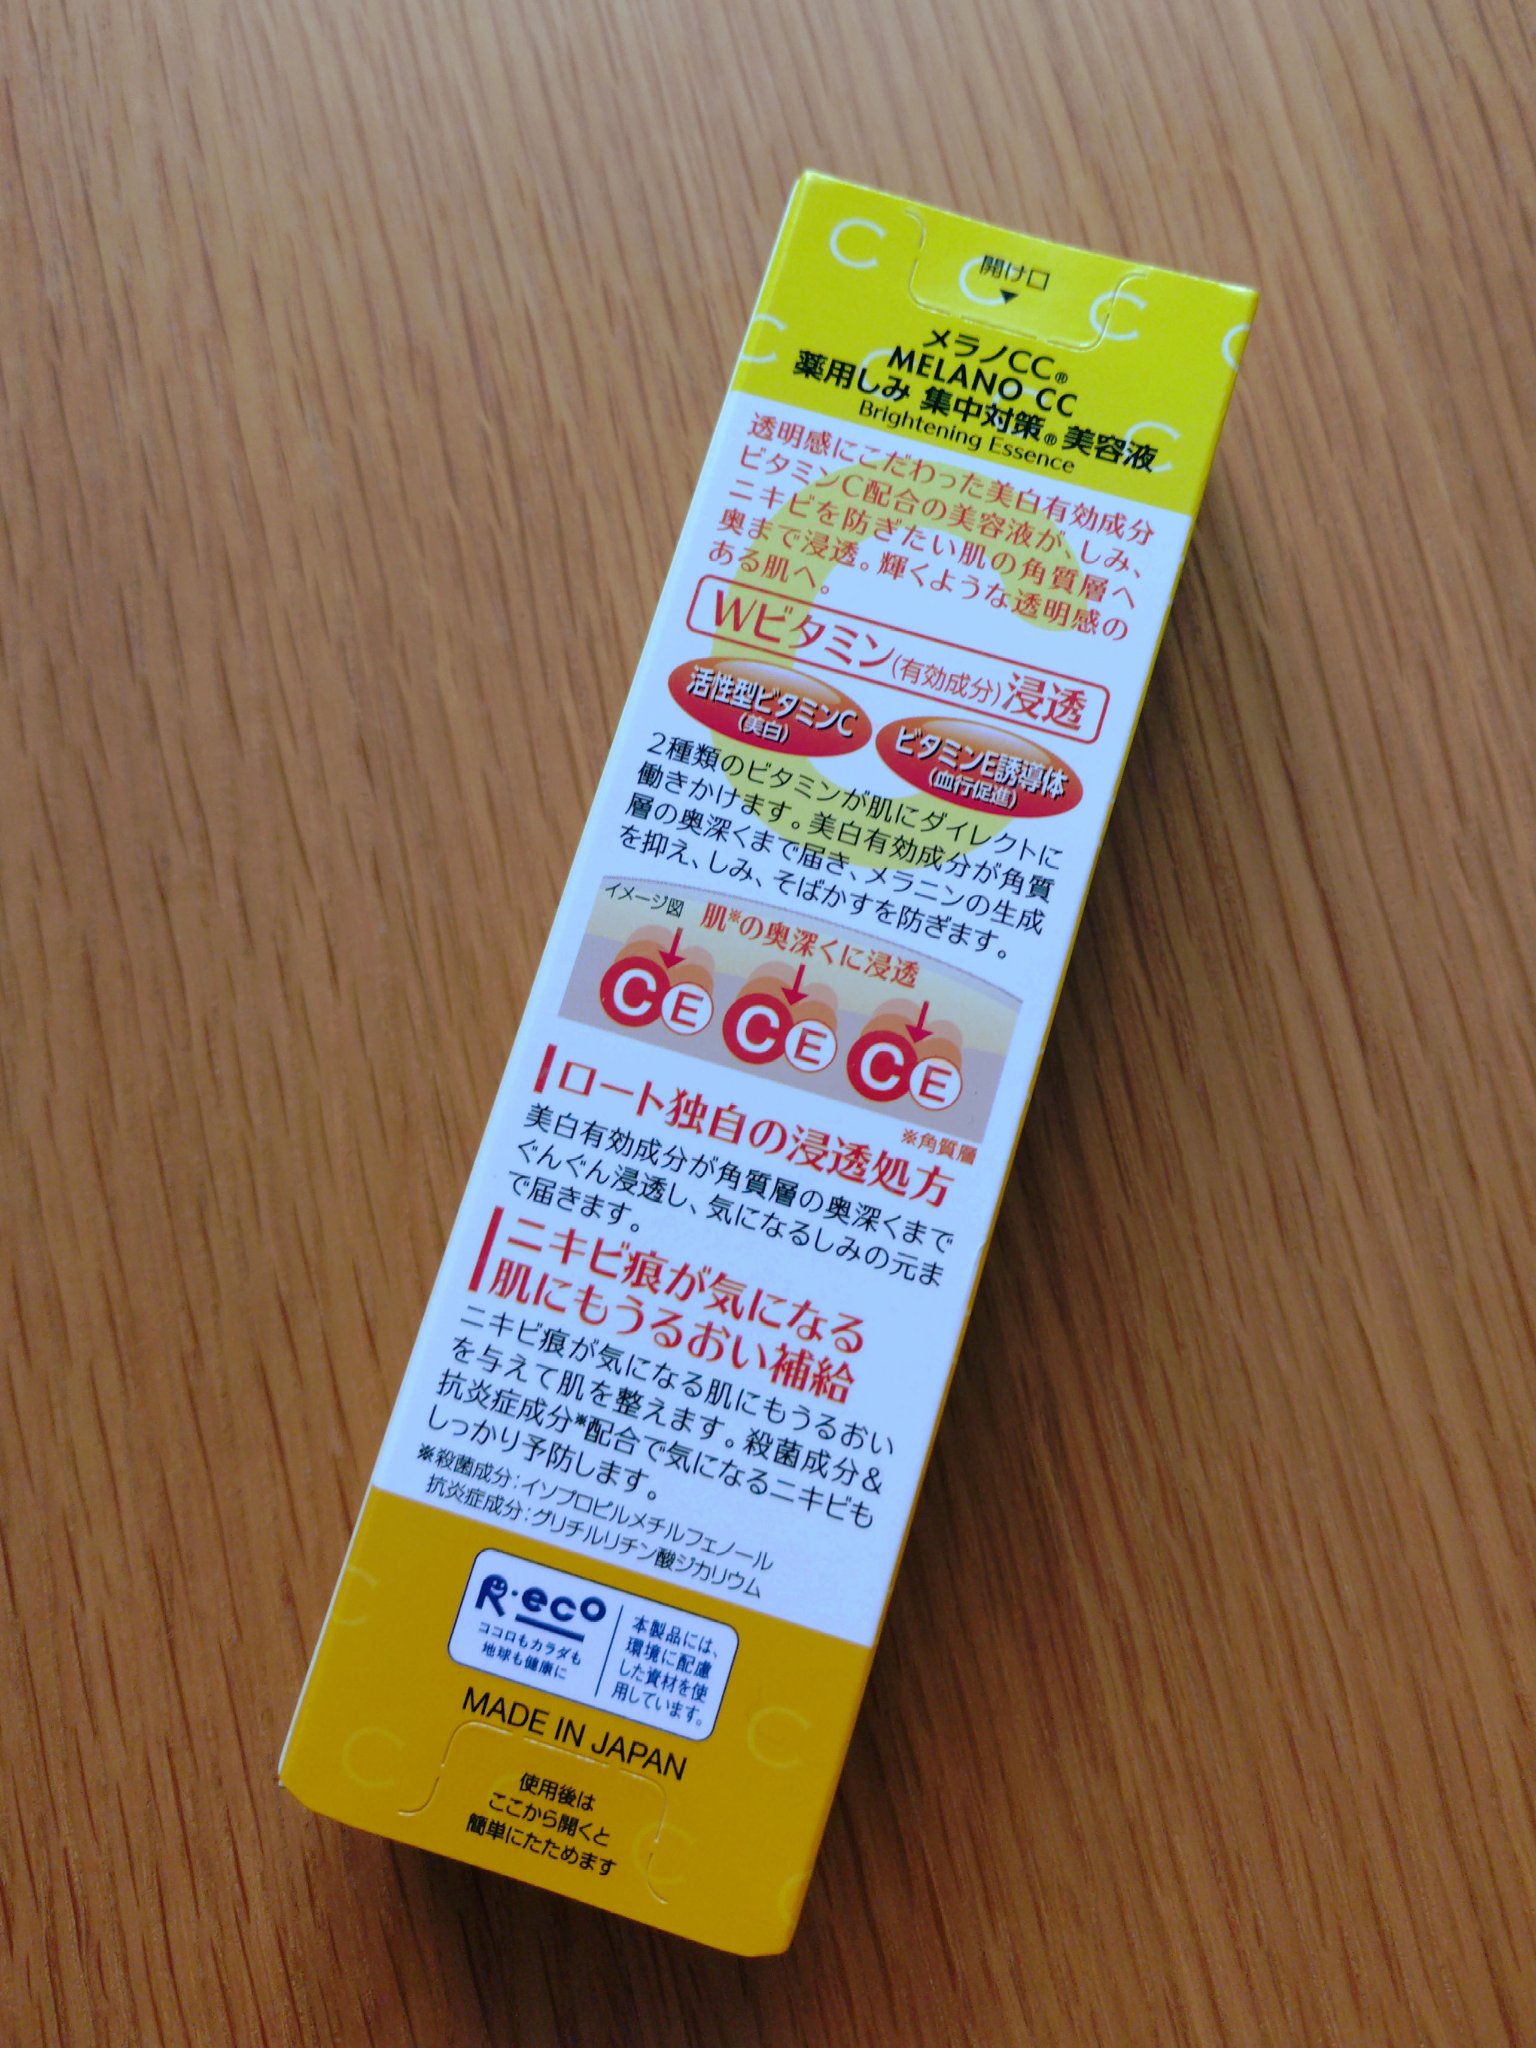 開け口
▼
メラノCC®
MELANO CC
薬用しみ 集中対策®美容液
Brightening Essence
透明感にこだわった美白有効成分
ビタミンC配合の美容液が、しみ、
ニキビを防ぎたい肌の角質層へ
奥まで浸透。輝くような透明感の
ある肌へ。
Wビタミン(有効成分)浸透
活性型ビタミンC
(美白)
ビタミンE誘導体
(血行促進)
2種類のビタミンが肌にダイレクトに
働きかけます。美白有効成分が角質
層の奥深くまで届き、メラニンの生成
を抑え、しみ、そばかすを防ぎます。
イメージ図
肌※の奥深くに浸透
C E C E C E
※角質層
ロート独自の浸透処方
美白有効成分が角質層の奥深くまで
ぐんぐん浸透し、気になるしみの元ま
で届きます。
ニキビ痕が気になる
肌にもうるおい補給
ニキビ痕が気になる肌にもうるおい
を与えて肌を整えます。殺菌成分&
抗炎症成分※配合で気になるニキビも
しっかり予防します。
※殺菌成分:イソプロピルメチルフェノール
抗炎症成分:グリチルリチン酸ジカリウム
R・eco
ココロもカラダも
地球も健康に
本製品には、
環境に配慮
した資材を使
用しています。
MADE IN JAPAN
使用後は
ここから開くと
簡単にたためます